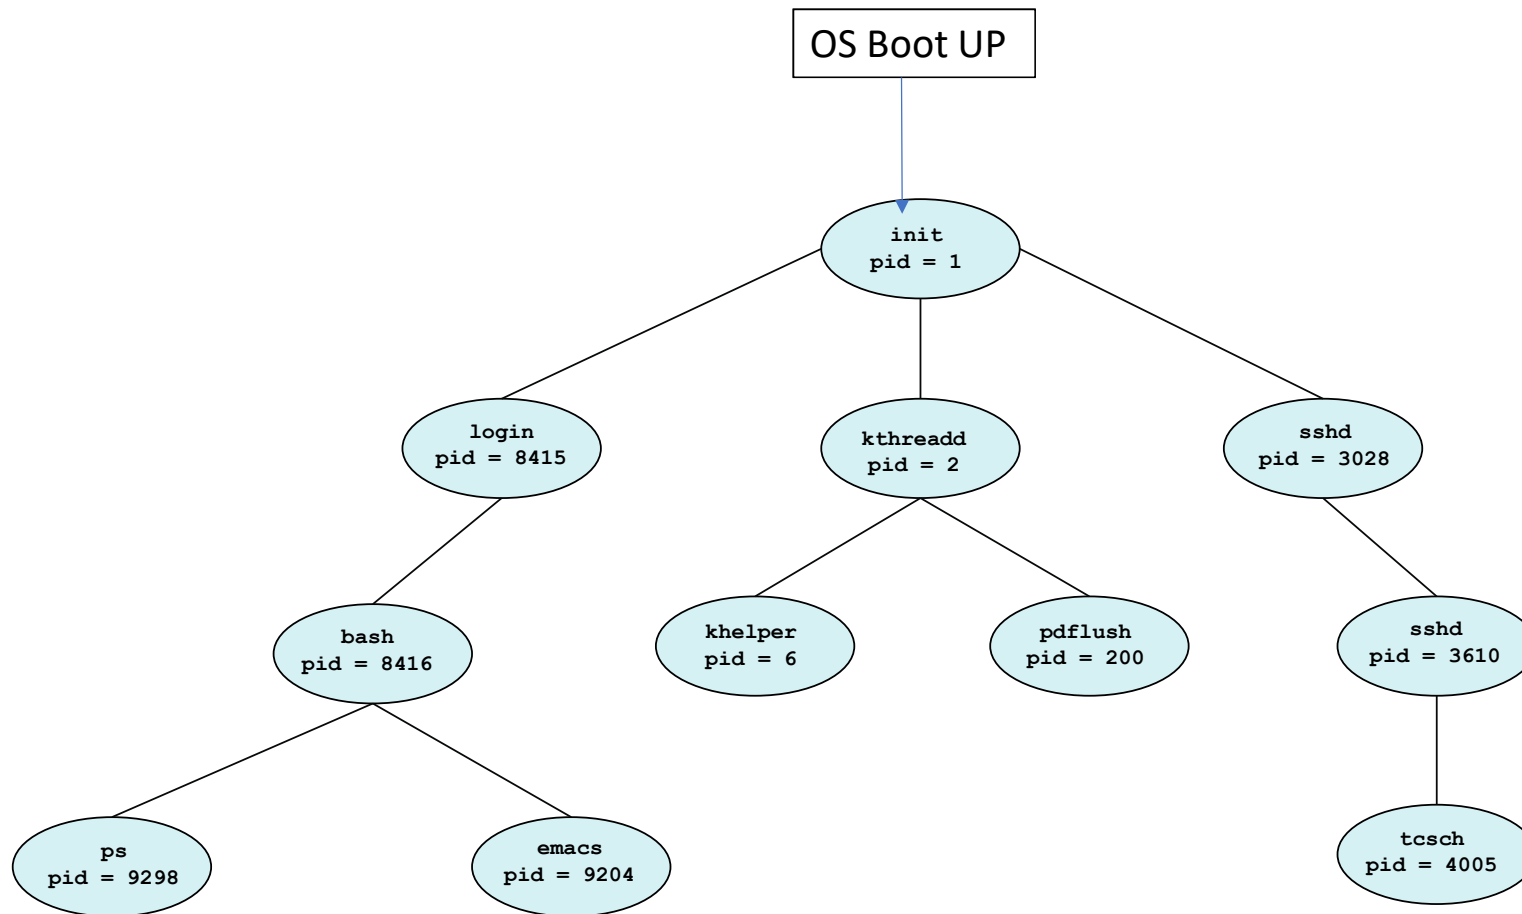 OS Boot UP
init
pid = 1
login
pid = 8415
kthreadd
pid = 2
sshd
pid = 3028
bash
pid = 8416
khelper
pid = 6
pdflush
pid = 200
sshd
pid = 3610
ps
pid = 9298
emacs
pid = 9204
tcsch
pid = 4005